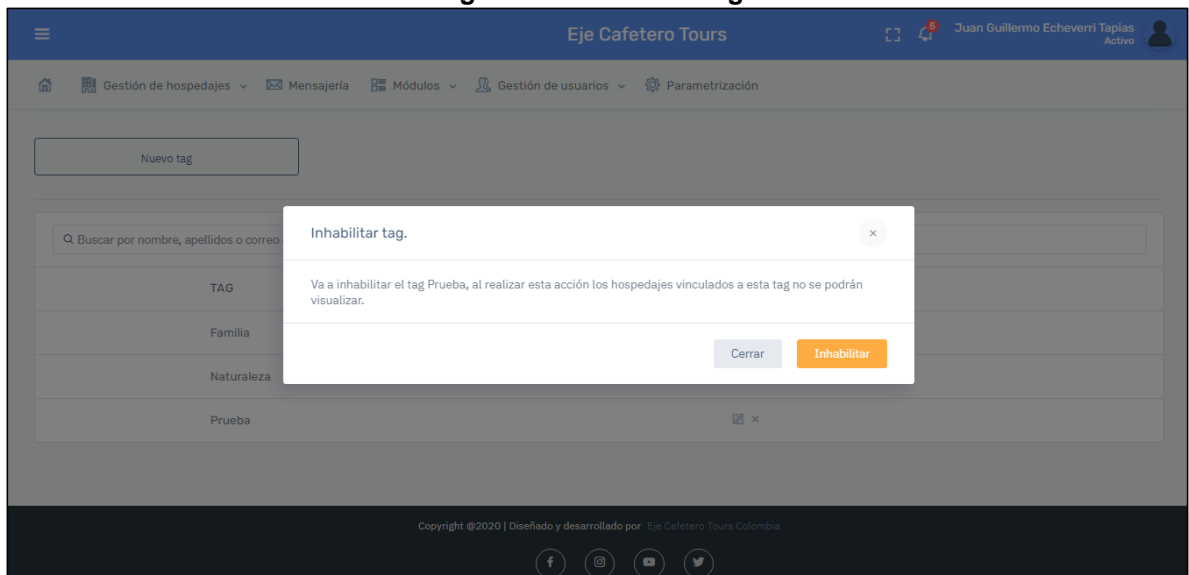 Eje Cafetero Tours
5
Juan Guillermo Echeverri Tapias
Activo
Gestión de hospedajes
Mensajería
Módulos
Gestión de usuarios
Parametrización
Nuevo tag
Buscar por nombre, apellidos o correo
TAG
Familia
Naturaleza
Prueba
Inhabilitar tag.
Va a inhabilitar el tag Prueba, al realizar esta acción los hospedajes vinculados a esta tag no se podrán
visualizar.
Cerrar
Inhabilitar
Copyright @2020 | Diseñado y desarrollado por Eje Cafetero Tours Colombia